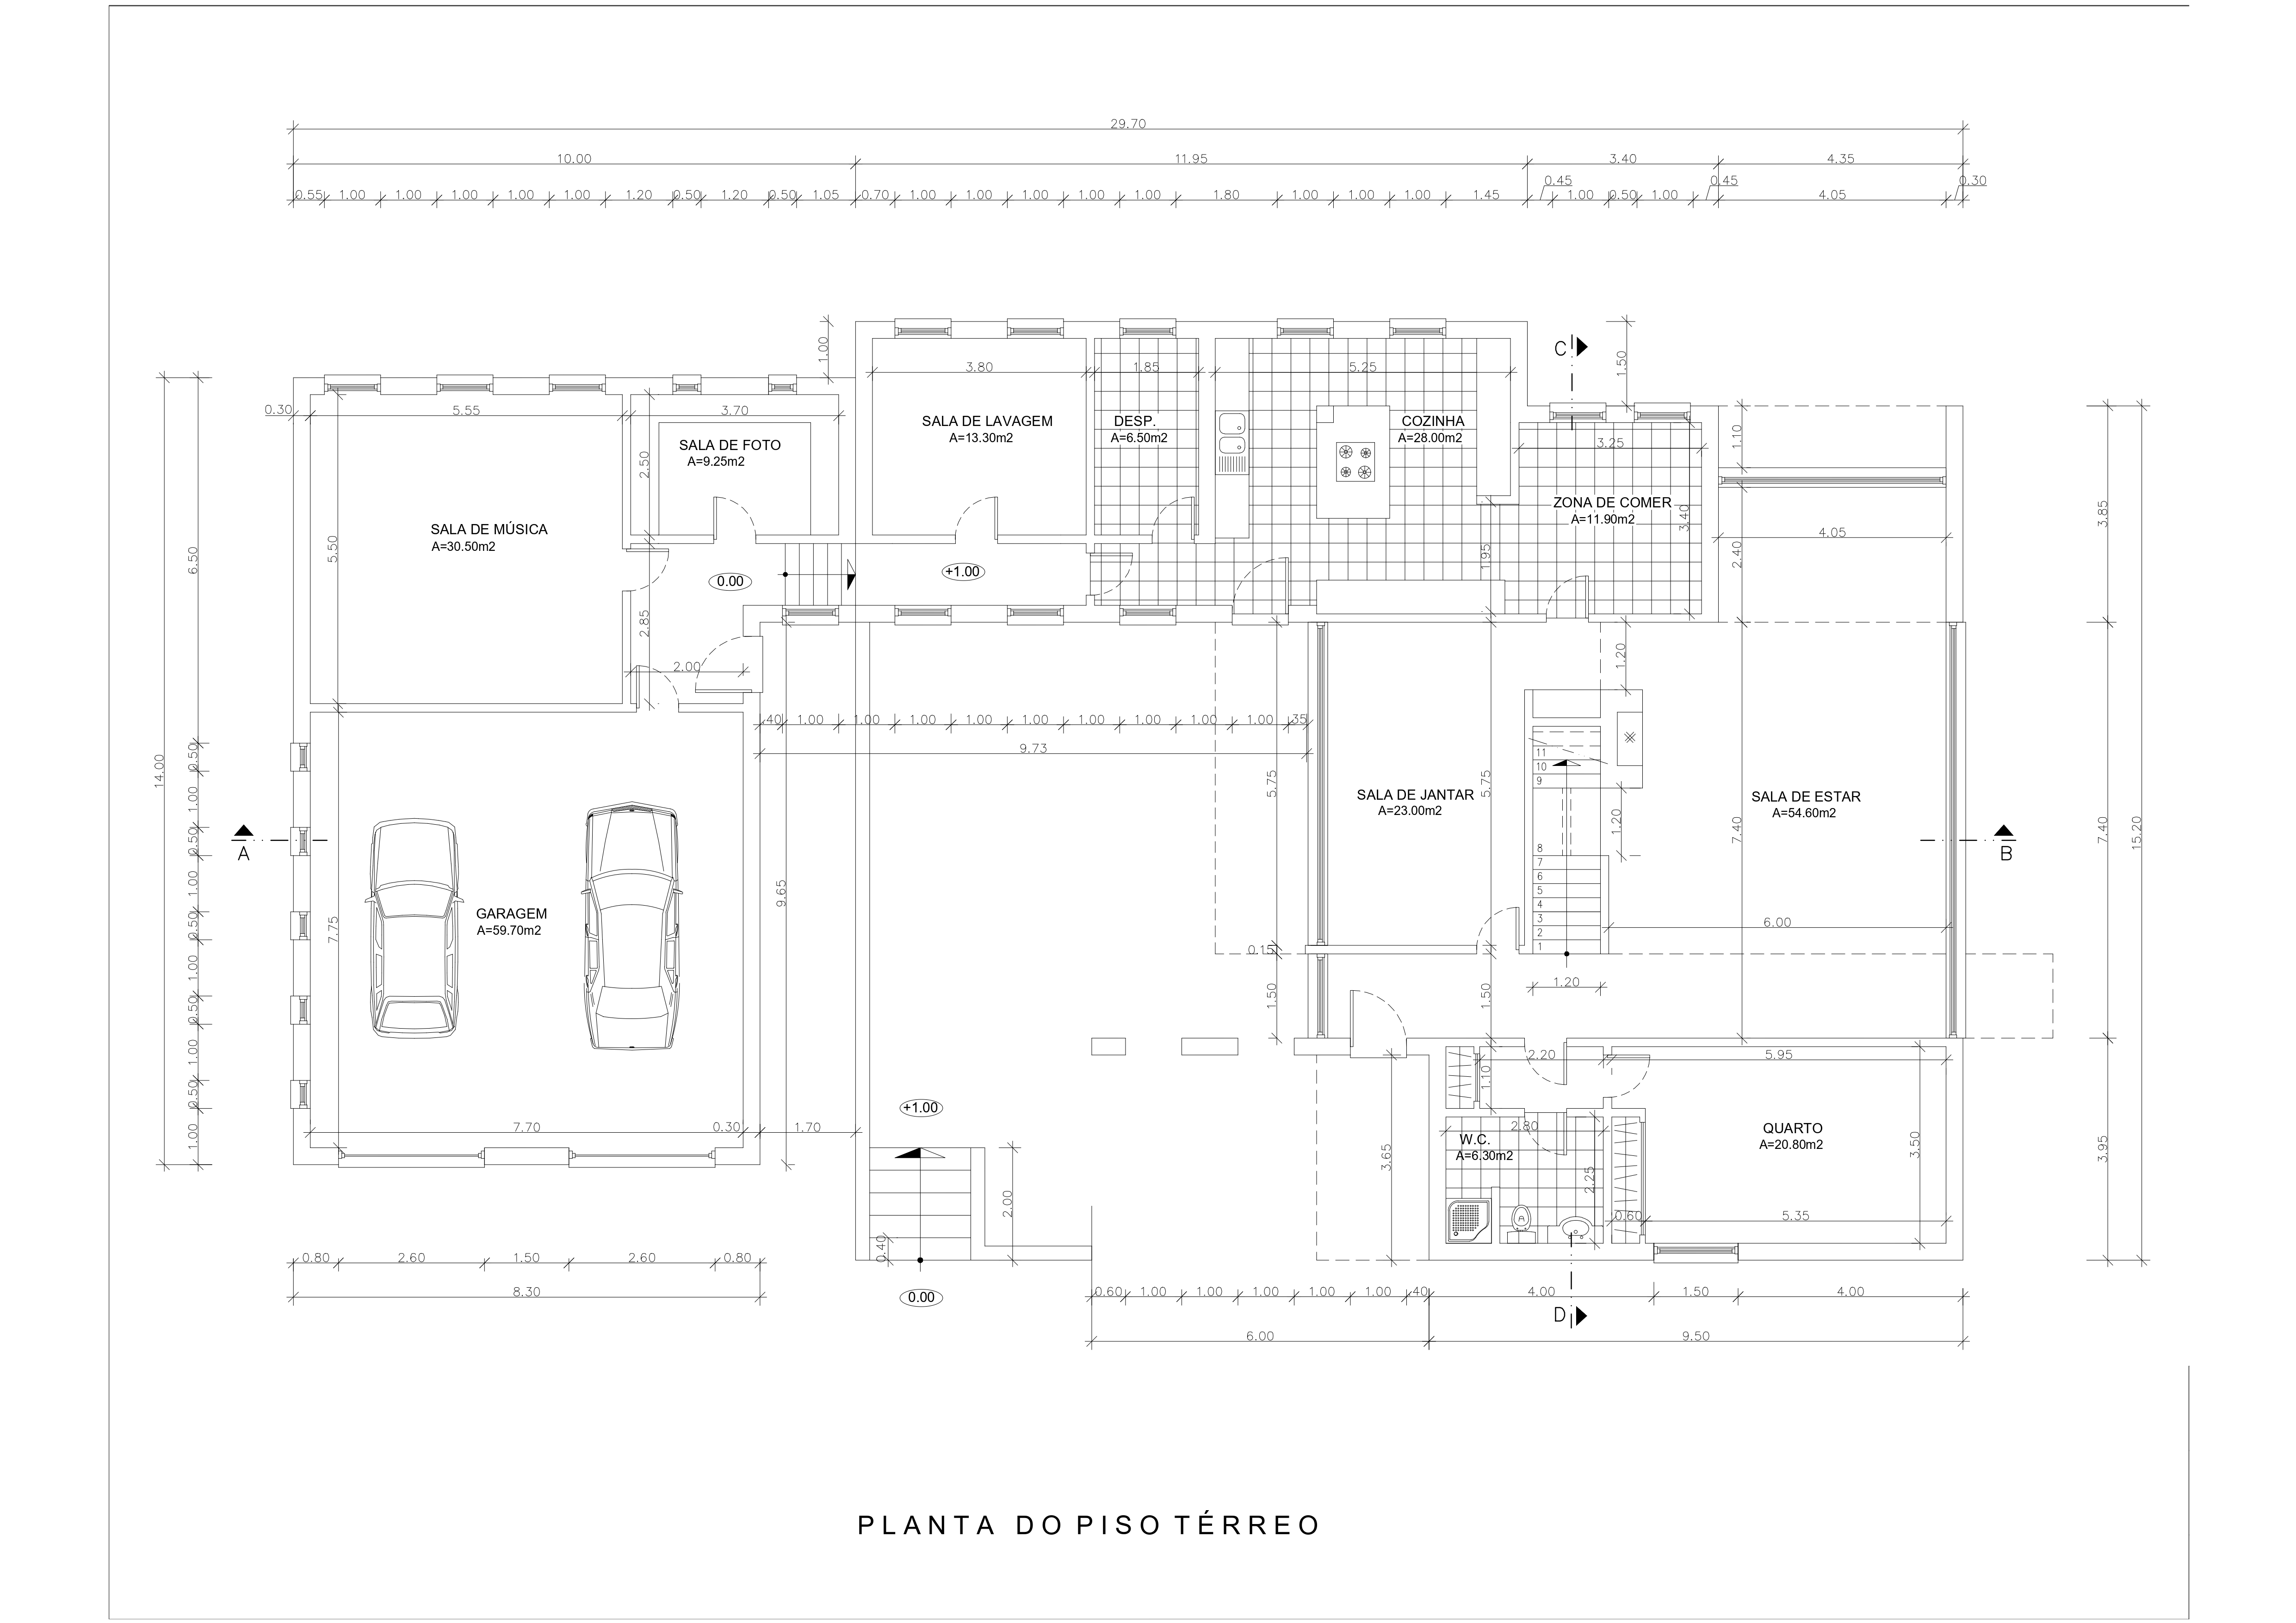 29.70
10.00 11.95 3.40 4.35
0.55 1.00 1.00 1.00 1.00 1.00 1.20 0.50 1.20 0.50 1.05 0.70 1.00 1.00 1.00 1.00 1.00 1.80 1.00 1.00 1.00 1.45 0.45 1.00 0.50 1.00 0.45 4.05 0.30
1.00
C
1.50
0.30 5.55 3.70 3.80 1.85 5.25 3.25 1.10
SALA DE MÚSICA
A=30.50m2
5.50
SALA DE FOTO
A=9.25m2
2.50
SALA DE LAVAGEM
A=13.30m2
DESP.
A=6.50m2
COZINHA
A=28.00m2
1.95
ZONA DE COMER
A=11.90m2
3.40
4.05
2.40
3.85
6.50
0.00
+1.00
2.85
2.00
1.20
.40 1.00 1.00 1.00 1.00 1.00 1.00 1.00 1.00 1.00 .35
9.73
14.00
0.50
1.00
0.50
1.00
0.50
1.00
0.50
1.00
0.50
1.00
A
GARAGEM
A=59.70m2
7.75
9.65
5.75
SALA DE JANTAR
A=23.00m2
5.75
11
10
9
8
7
6
5
4
3
2
1
1.20
1.20
SALA DE ESTAR
A=54.60m2
7.40
6.00
B
7.40
15.20
0.15
1.50
1.50
7.70 0.30 1.70
+1.00
2.00
0.40
0.00
3.65
2.20 5.95
1.10
2.80
W.C.
A=6.30m2
2.25
0.60 5.35
QUARTO
A=20.80m2
3.50
3.95
0.80 2.60 1.50 2.60 0.80
8.30
0.60 1.00 1.00 1.00 1.00 1.00 .40 4.00 1.50 4.00
D
6.00 9.50
PLANTA DO PISO TÉRREO